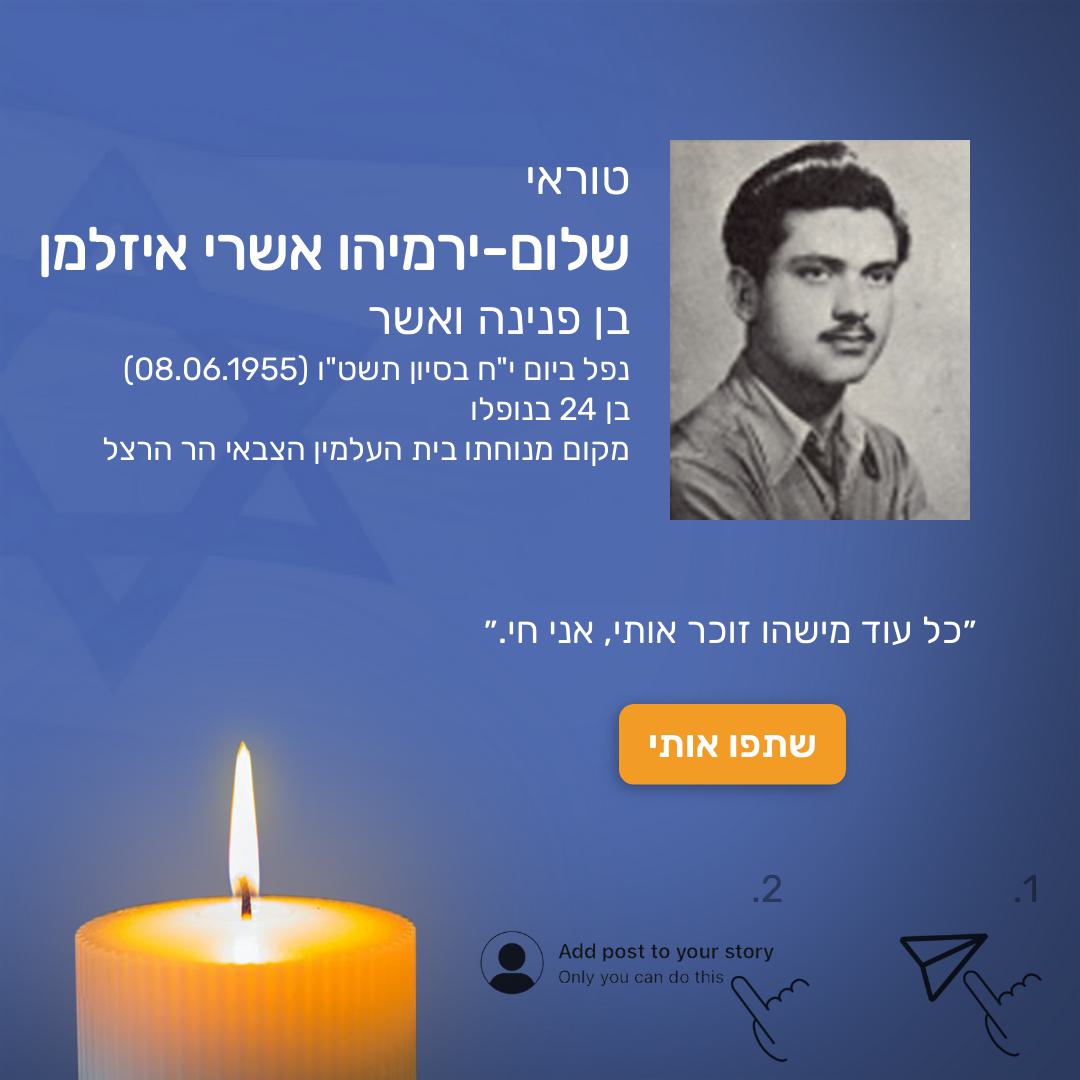 טוראי
שלום-ירמיהו אשרי איזלמן
בן פנינה ואשר
נפל ביום י"ח בסיון תשט"ו (08.06.1955)
בן 24 בנופלו
מקום מנוחתו בית העלמין הצבאי הר הרצל
״כל עוד מישהו זוכר אותי, אני חי.״
שתפו אותי
.1
.2
Add post to your story
Only you can do this